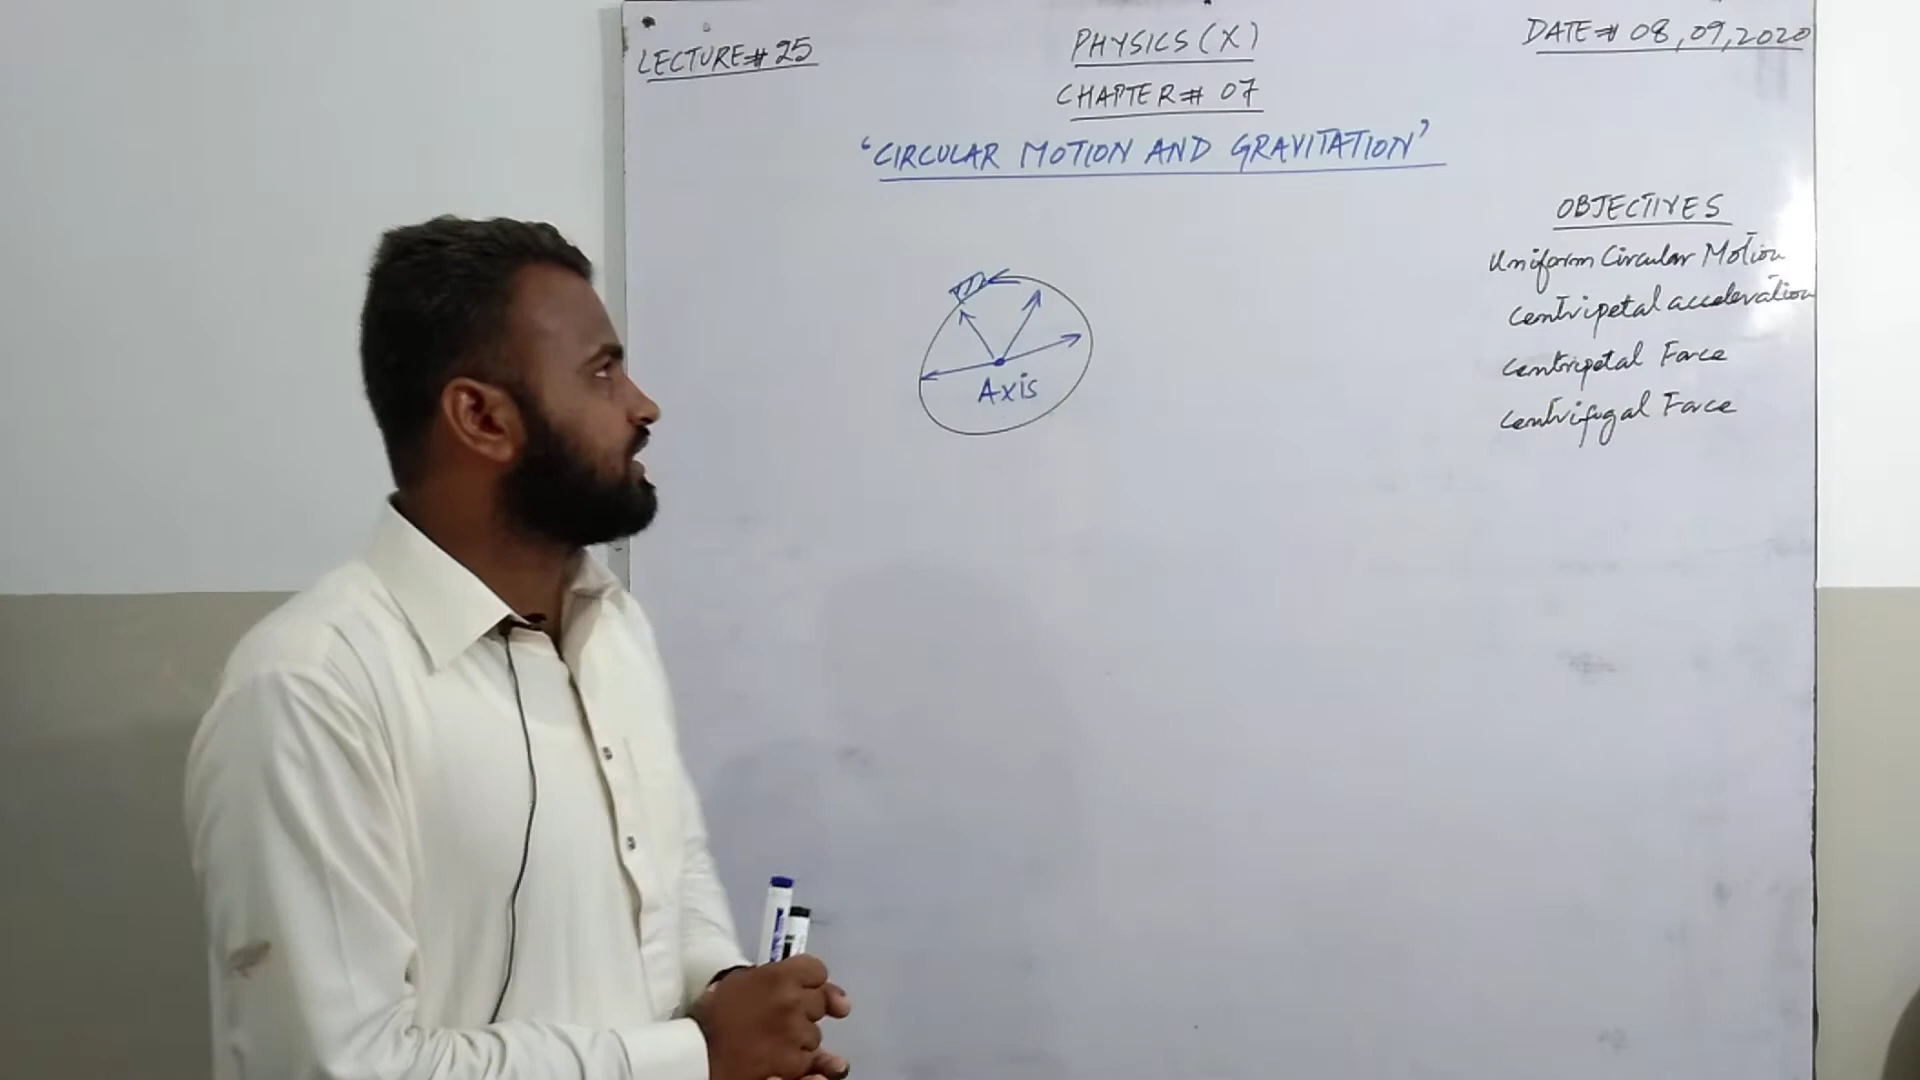 LECTURE# 25
PHYSICS (X)
DATE# 08,09,2020
CHAPTER# 07
"CIRCULAR MOTION AND GRAVITATION"
OBJECTIVES
Uniform Circular Motion
Centripetal acceleration
Centripetal Force
Centrifugal Force
Axis